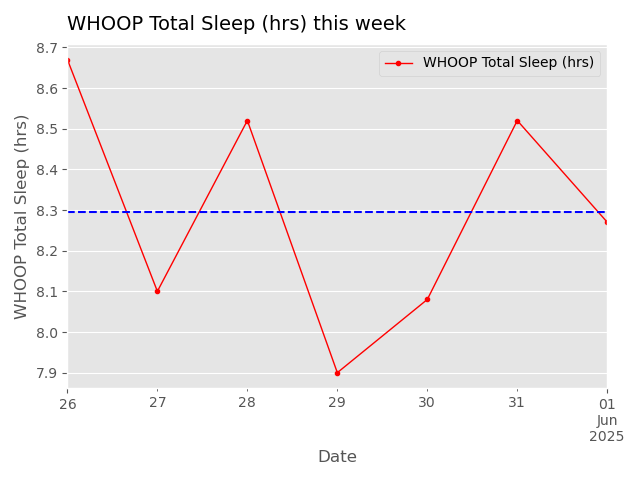 WHOOP Total Sleep (hrs) this week
WHOOP Total Sleep (hrs)
WHOOP Total Sleep (hrs)
8.7
8.6
8.5
8.4
8.3
8.2
8.1
8.0
7.9
26 27 28 29 30 31 01
Jun
2025
Date